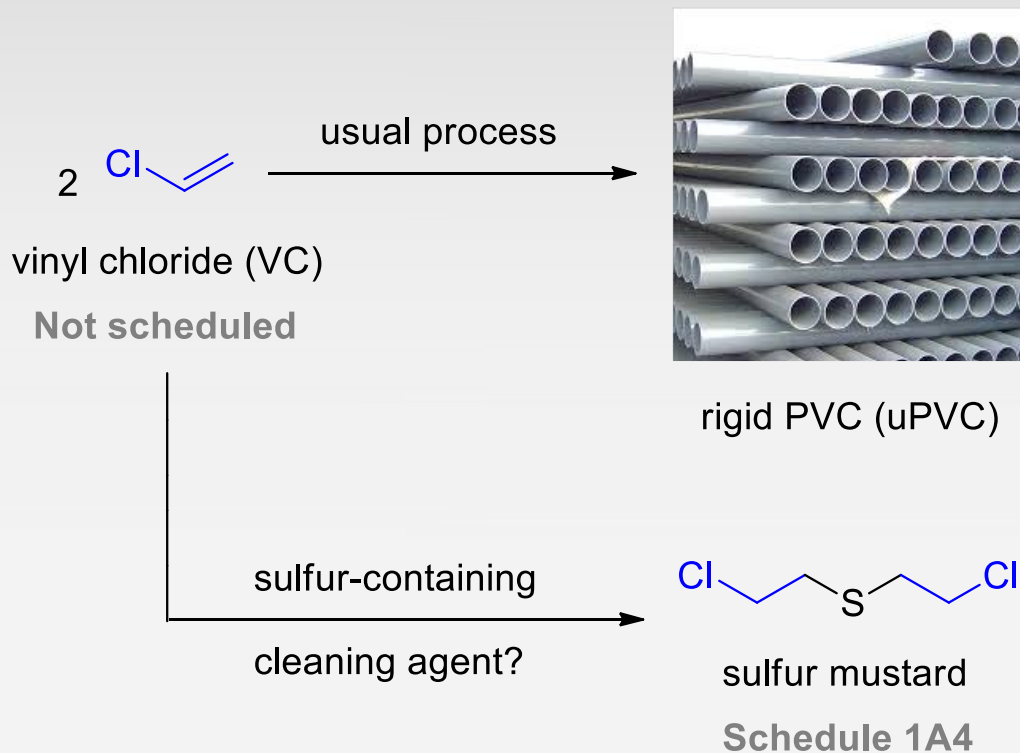 usual process
2 Cl
vinyl chloride (VC)
Not scheduled
rigid PVC (uPVC)
sulfur-containing
cleaning agent?
Cl S Cl
sulfur mustard
Schedule 1A4